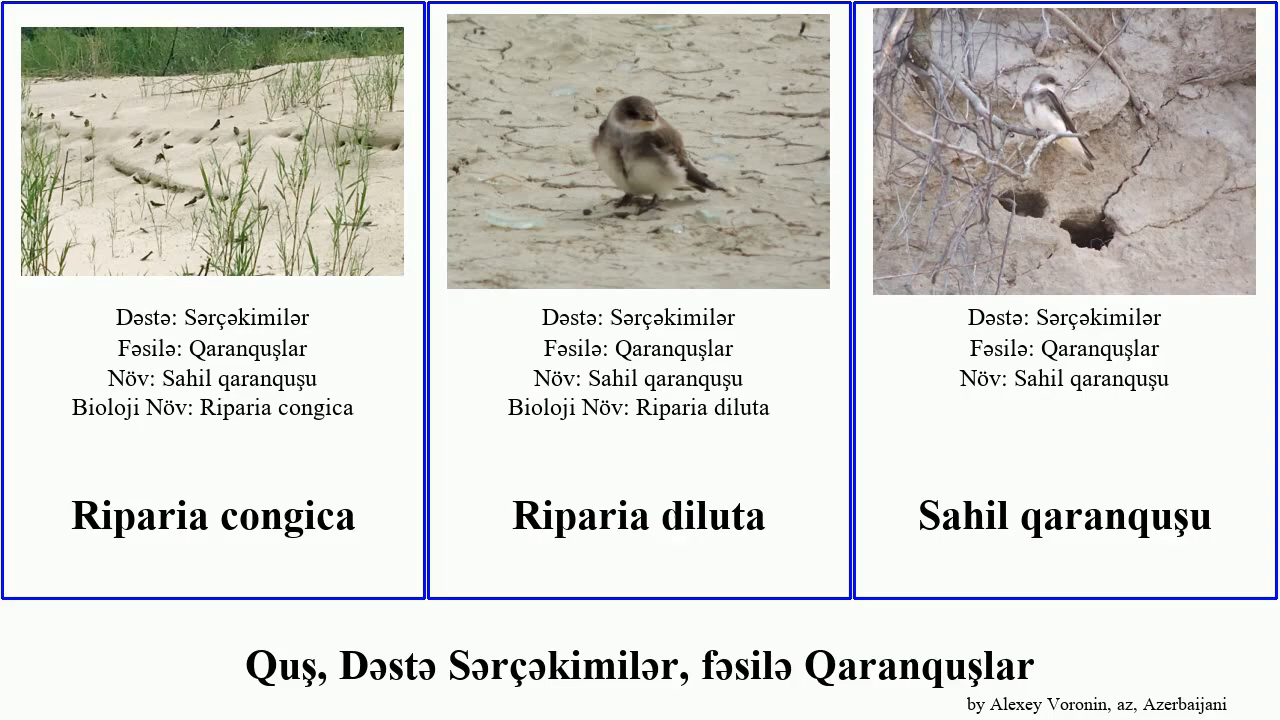 Dəstə: Sərçəkimilər
Fəsilə: Qaranquşlar
Növ: Sahil qaranquşu
Bioloji Növ: Riparia congica
Riparia congica
Dəstə: Sərçəkimilər
Fəsilə: Qaranquşlar
Növ: Sahil qaranquşu
Bioloji Növ: Riparia diluta
Riparia diluta
Dəstə: Sərçəkimilər
Fəsilə: Qaranquşlar
Növ: Sahil qaranquşu
Sahil qaranquşu
Quş, Dəstə Sərçəkimilər, fəsilə Qaranquşlar
by Alexey Voronin, az, Azerbaijani